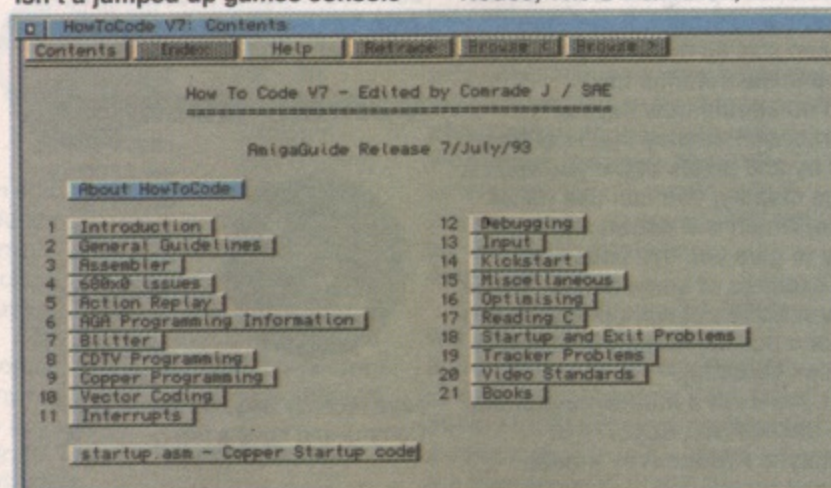 isn't a jumped up games console
HowToCode V7: Contents
Contents Index Help Retrace Browse < Browse >
How To Code V7 - Edited by Comrade J / SAE
==========================================
AmigaGuide Release 7/July/93
About HowToCode
1 Introduction
2 General Guidelines
3 Assembler
4 680x0 issues
5 Action Replay
6 AGA Programming Information
7 Blitter
8 CDTV Programming
9 Copper Programming
10 Vector Coding
11 Interrupts
12 Debugging
13 Input
14 Kickstart
15 Miscellaneous
16 Optimising
17 Reading C
18 Startup and Exit Problems
19 Tracker Problems
20 Video Standards
21 Books
startup.asm - Copper Startup code